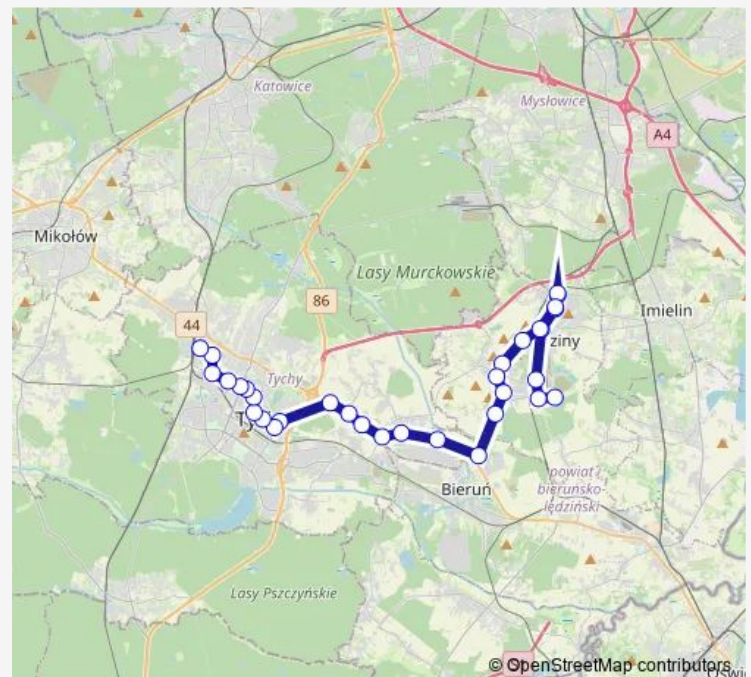 Katowice
Mysłowice
A4
Mikołów
Lasy Murckowskie
86
Imielin
44
ziny
Tychy
Ty
Bieruń
powiat
bieruńsko-
lędziński
Lasy Pszczyńskie
© OpenStreetMap contributors